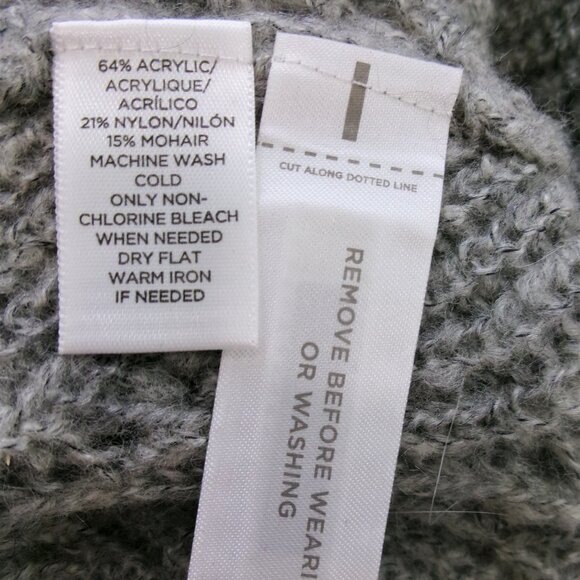 64% ACRYLIC/
ACRYLIQUE/
ACRÍLICO
21% NYLON/NILÓN
15% MOHAIR
MACHINE WASH
COLD
ONLY NON-
CHLORINE BLEACH
WHEN NEEDED
DRY FLAT
WARM IRON
IF NEEDED
CUT ALONG DOTTED LINE
REMOVE BEFORE WEARI
OR WASHING